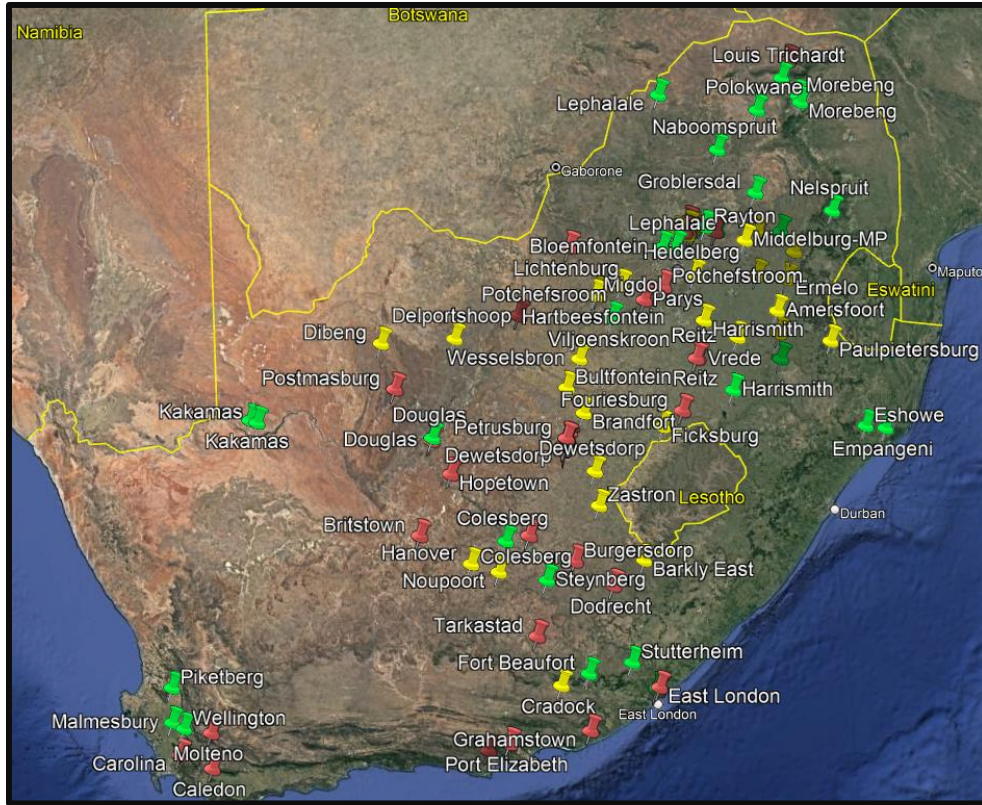 Botswana
Namibia
Louis Trichardt
Polokwane
Morebeng
Morebeng
Lephalale
Naboomspruit
Gaborone
Groblersdal
Nelspruit
Lephalale
Rayton
Bloemfontein
Middelburg-MP
Heidelberg
Lichtenburg
Migdol
Potchefstroom
Maputo
Potchefsroom
Parys
Ermelo
Eswatini
Delportshoop
Hartbeesfontein
Amersfoort
Dibeng
Viljoenskroon
Reitz
Harrismith
Wesselsbron
Vrede
Paulpietersburg
Postmasburg
Bultfontein
Reitz
Harrismith
Fouriesburg
Kakamas
Kakamas
Douglas
Petrusburg
Brandfort
Ficksburg
Eshowe
Douglas
Dewetsdorp
Dewetsdorp
Empangeni
Hopetown
Zastron
Lesotho
Durban
Britstown
Colesberg
Hanover
Colesberg
Burgersdorp
Noupoort
Steynberg
Barkly East
Dodrecht
Tarkastad
Stutterheim
Fort Beaufort
Piketberg
Cradock
East London
East London
Malmesbury
Wellington
Grahamstown
Molteno
Carolina
Port Elizabeth
Caledon